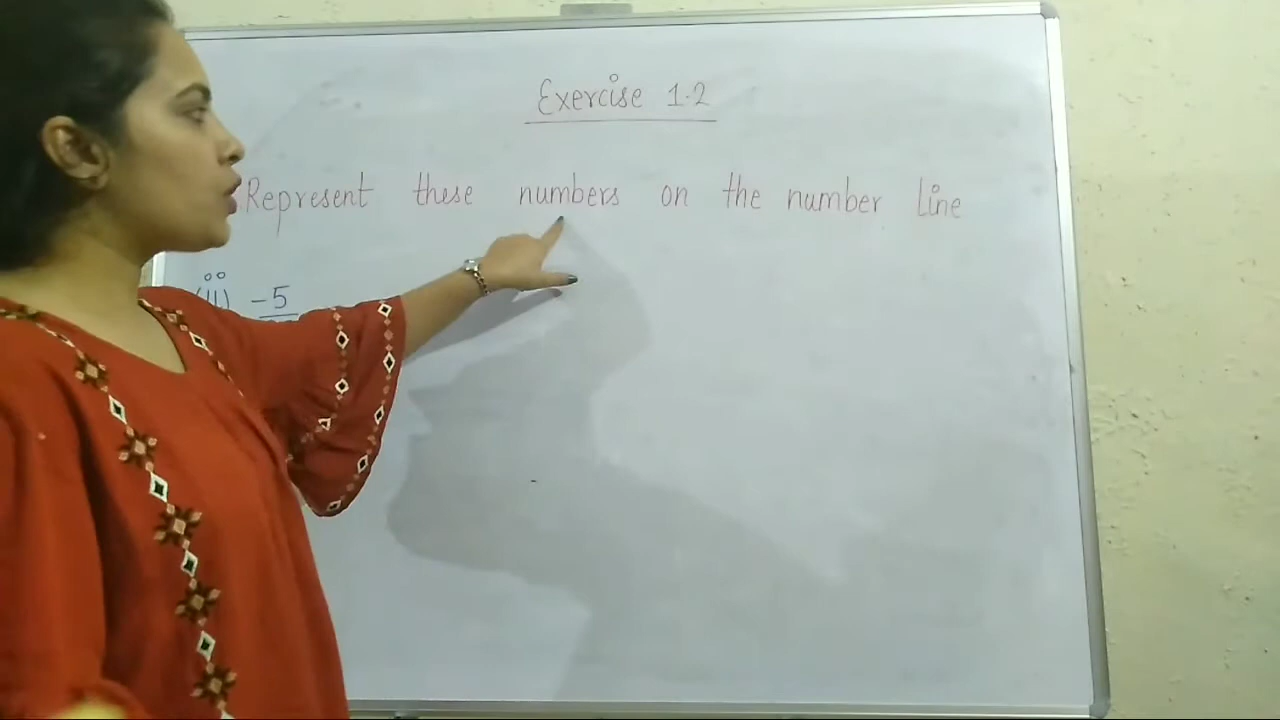 Exercise 1.2
Represent these numbers on the number line
(ii) -5